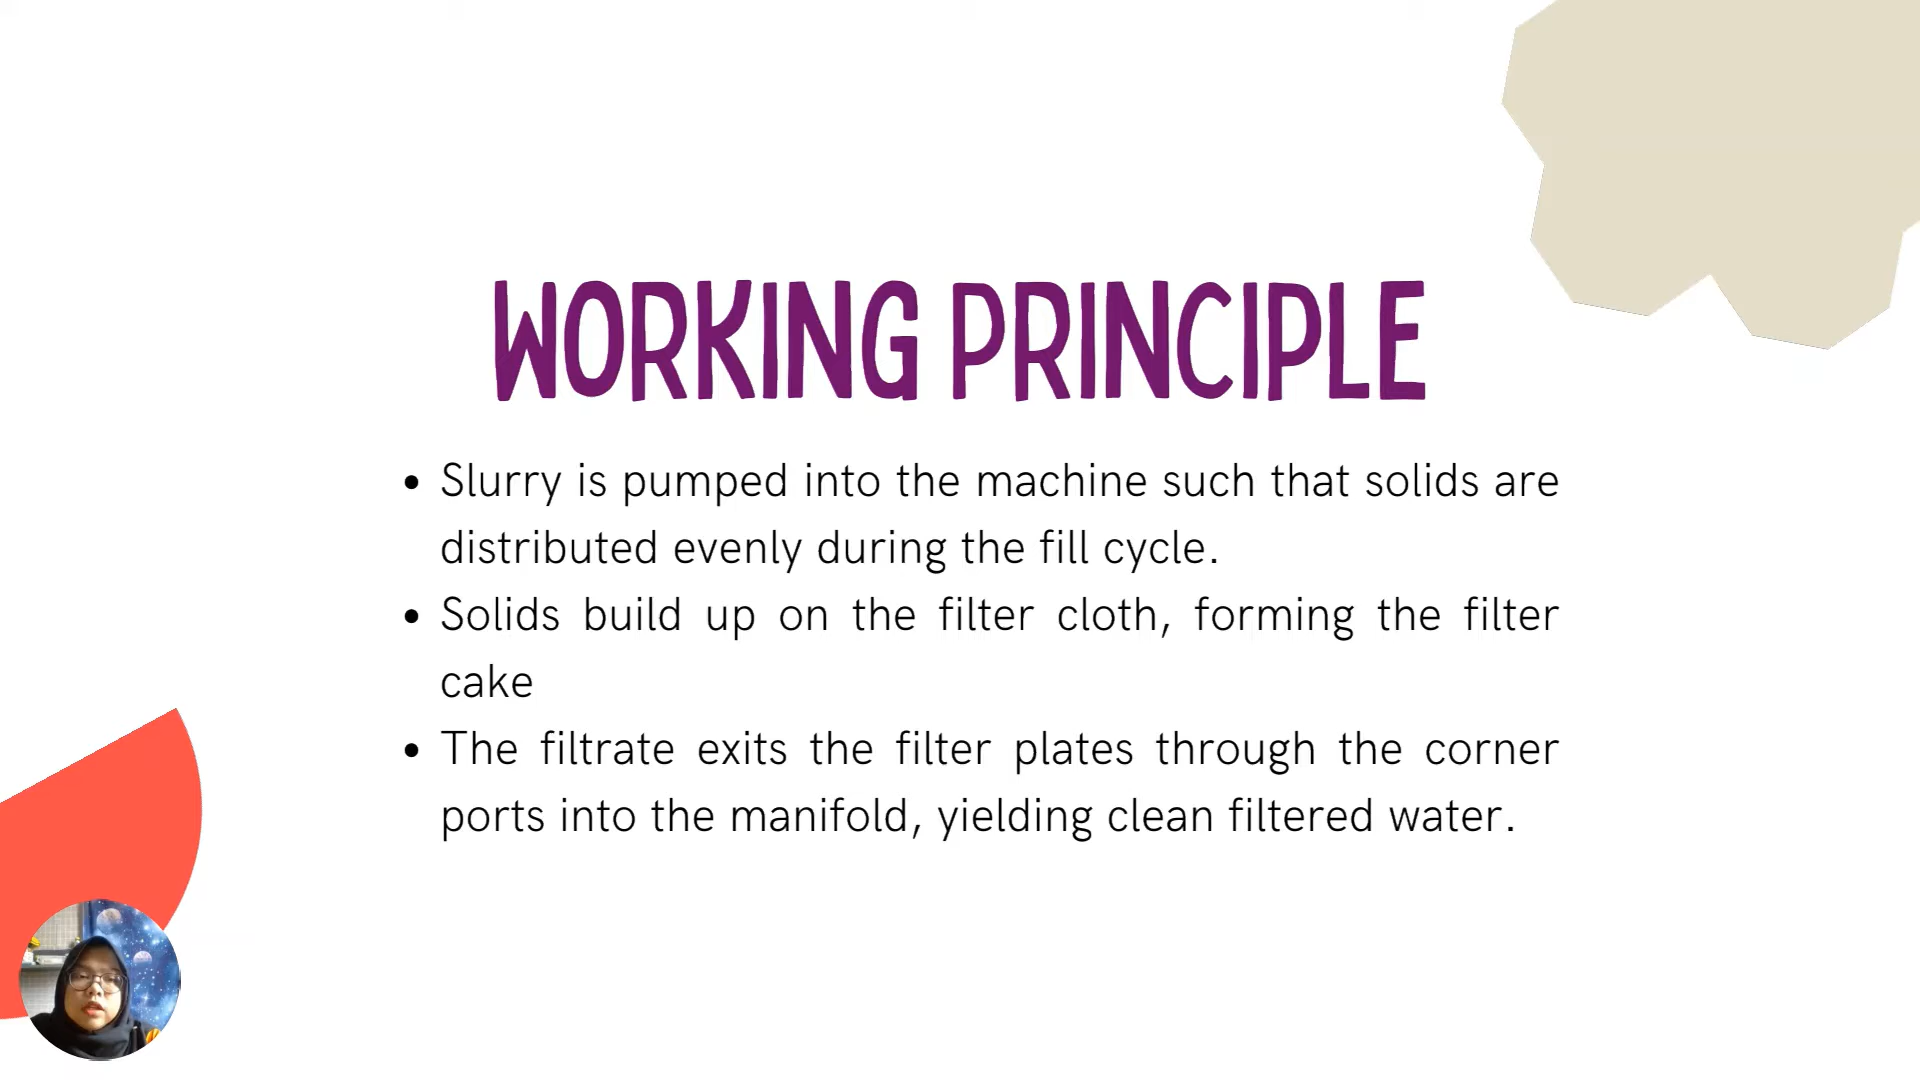 WORKING PRINCIPLE
• Slurry is pumped into the machine such that solids are
distributed evenly during the fill cycle.
• Solids build up on the filter cloth, forming the filter
cake
• The filtrate exits the filter plates through the corner
ports into the manifold, yielding clean filtered water.